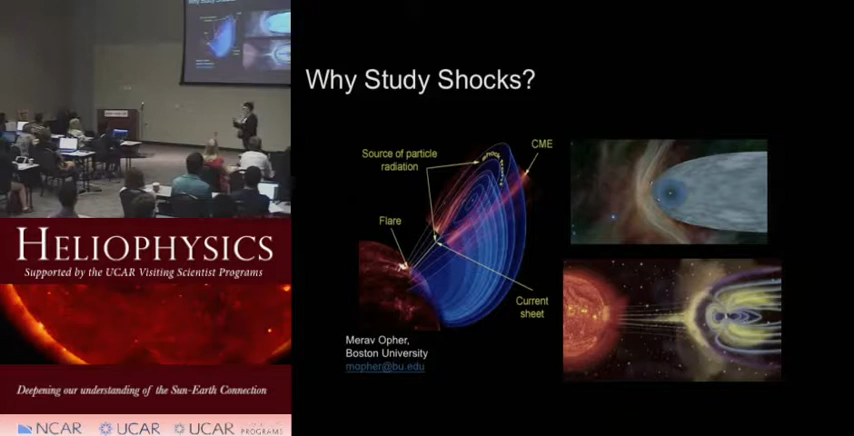 Why Study Shocks?
Source of particle
radiation
CME
Flare
Current
sheet
Merav Opher,
Boston University
mopher@bu.edu
HELIOPHYSICS
Supported by the UCAR Visiting Scientist Programs
Deepening our understanding of the Sun-Earth Connection
NCAR
UCAR
UCAR
PROGRAMS